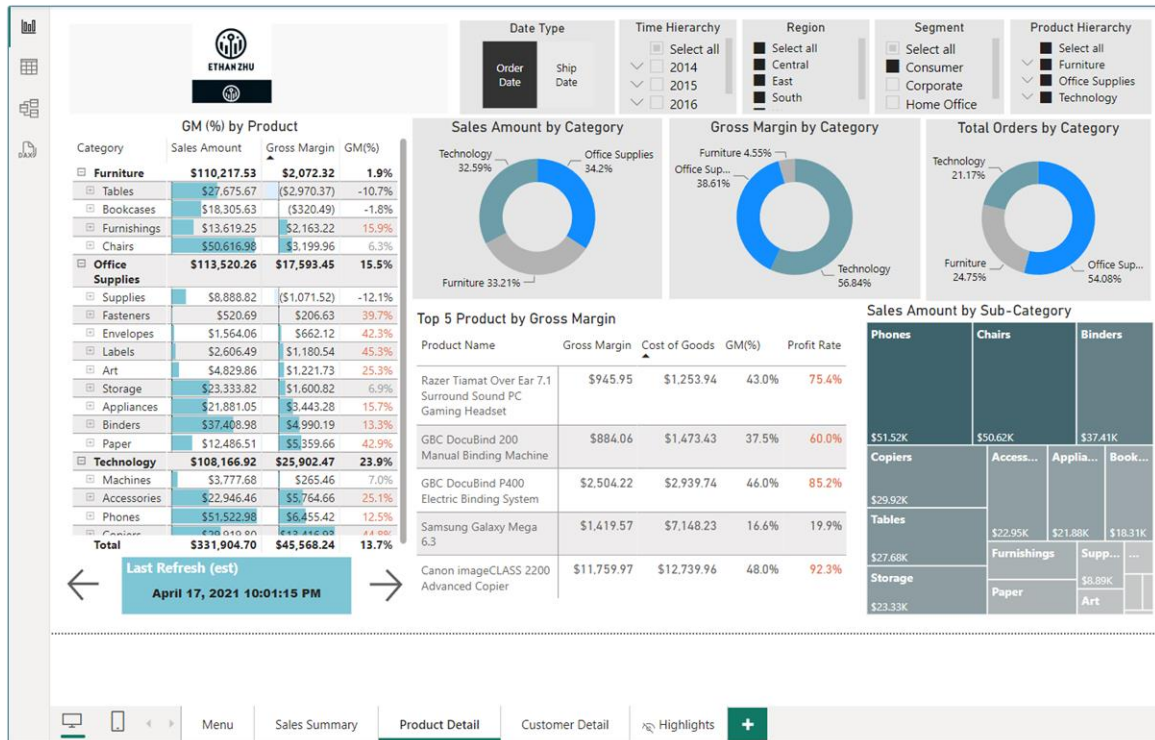 ETHAN ZHU
Date Type
Order Date
Ship Date
Time Hierarchy
Select all
2014
2015
2016
Region
Select all
Central
East
South
Segment
Select all
Consumer
Corporate
Home Office
Product Hierarchy
Select all
Furniture
Office Supplies
Technology
GM (%) by Product
Category Sales Amount Gross Margin GM(%)
Furniture $110,217.53 $2,072.32 1.9%
Tables $27,675.67 ($2,970.37) -10.7%
Bookcases $18,305.63 ($320.49) -1.8%
Furnishings $13,619.25 $2,163.22 15.9%
Chairs $50,616.98 $3,199.96 6.3%
Office $113,520.26 $17,593.45 15.5%
Supplies
Supplies $8,888.82 ($1,071.52) -12.1%
Fasteners $520.69 $206.63 39.7%
Envelopes $1,564.06 $662.12 42.3%
Labels $2,606.49 $1,180.54 45.3%
Art $4,829.86 $1,221.73 25.3%
Storage $23,333.82 $1,600.82 6.9%
Appliances $21,881.05 $3,443.28 15.7%
Binders $37,408.98 $4,990.19 13.3%
Paper $12,486.51 $5,359.66 42.9%
Technology $108,166.92 $25,902.47 23.9%
Machines $3,777.68 $265.46 7.0%
Accessories $22,946.46 $5,764.66 25.1%
Phones $51,522.98 $6,455.42 12.5%
Copiers $29,919.80 $13,416.93 44.8%
Total $331,904.70 $45,568.24 13.7%
Last Refresh (est)
April 17, 2021 10:01:15 PM
Sales Amount by Category
Technology
32.59%
Office Supplies
34.2%
Furniture 33.21%
Gross Margin by Category
Furniture 4.55%
Office Sup...
38.61%
Technology
56.84%
Total Orders by Category
Technology
21.17%
Furniture
24.75%
Office Sup...
54.08%
Top 5 Product by Gross Margin
Product Name Gross Margin Cost of Goods GM(%) Profit Rate
Razer Tiamat Over Ear 7.1 $945.95 $1,253.94 43.0% 75.4%
Surround Sound PC
Gaming Headset
GBC DocuBind 200 $884.06 $1,473.43 37.5% 60.0%
Manual Binding Machine
GBC DocuBind P400 $2,504.22 $2,939.74 46.0% 85.2%
Electric Binding System
Samsung Galaxy Mega $1,419.57 $7,148.23 16.6% 19.9%
6.3
Canon imageCLASS 2200 $11,759.97 $12,739.96 48.0% 92.3%
Advanced Copier
Sales Amount by Sub-Category
Phones
$51.52K
Chairs
$50.62K
Binders
$37.41K
Copiers
$29.92K
Tables
$27.68K
Storage
$23.33K
Access...
$22.95K
Applia...
$21.88K
Book...
$18.31K
Furnishings
Paper
Supp...
$8.89K
Art
...
Menu
Sales Summary
Product Detail
Customer Detail
Highlights
+